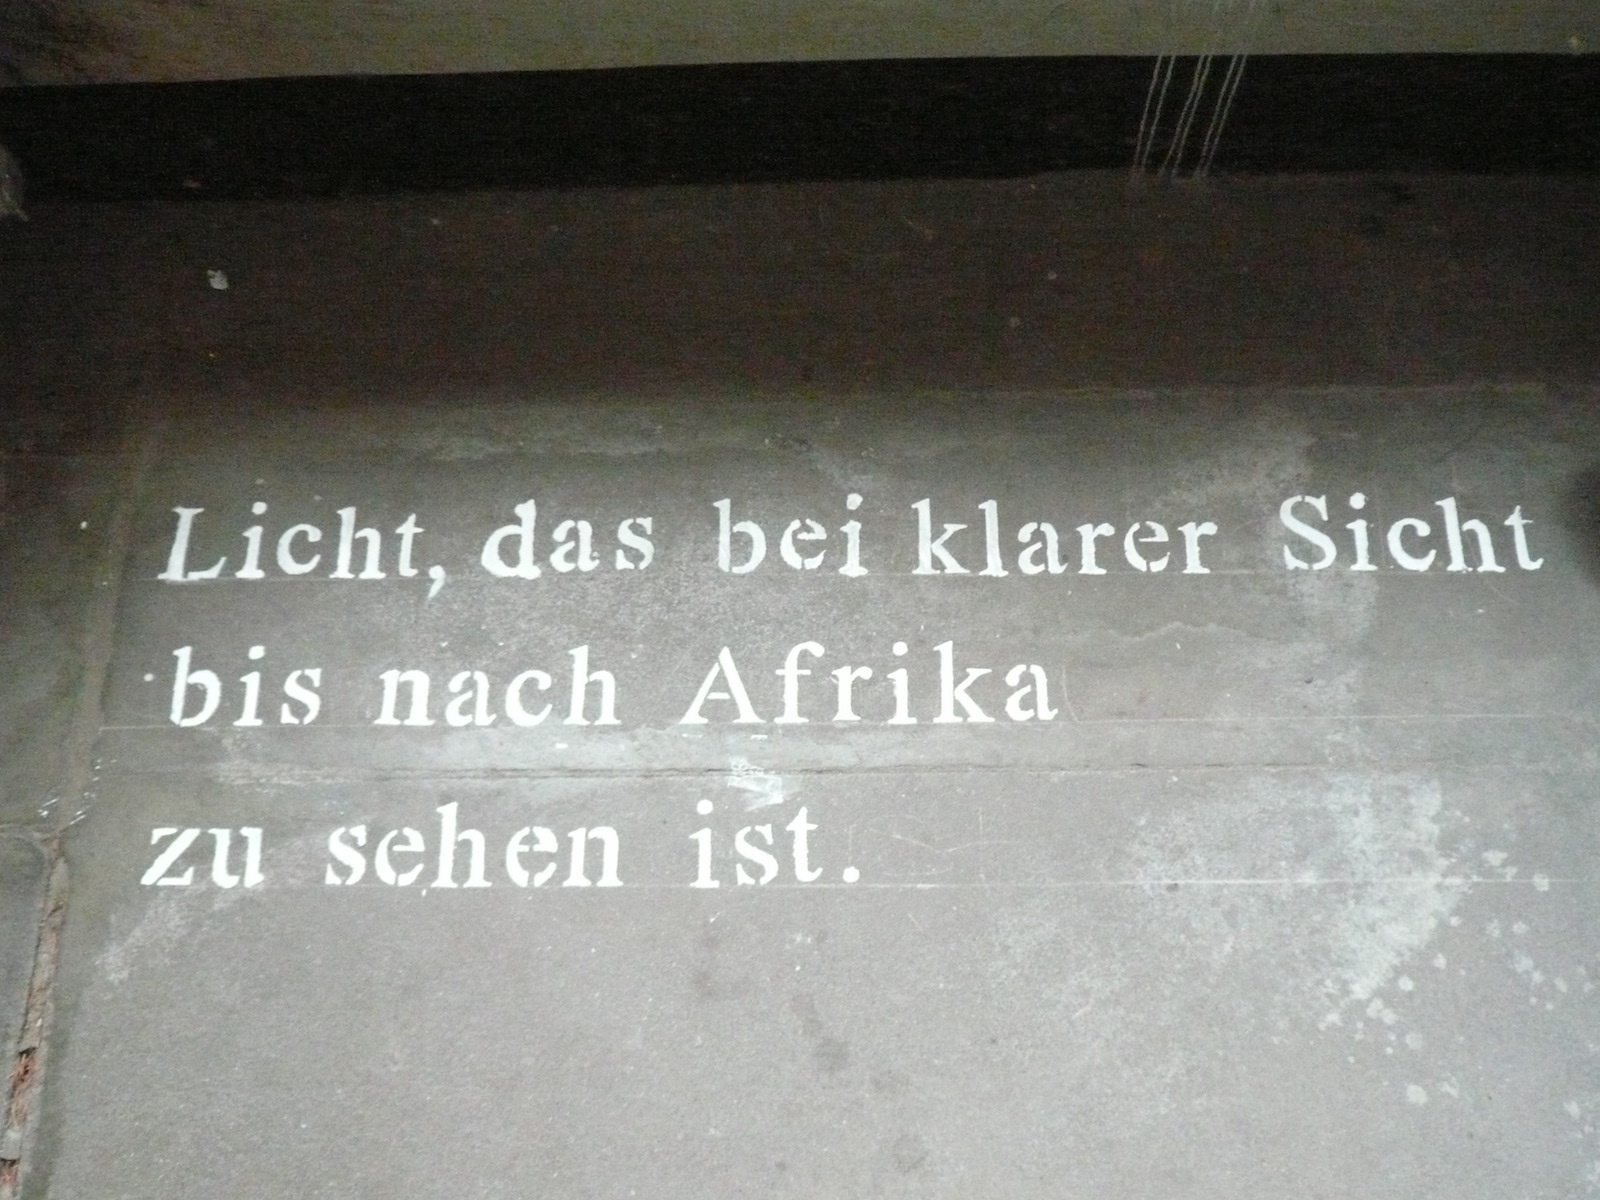 Licht, das bei klarer Sicht
bis nach Afrika
zu sehen ist.